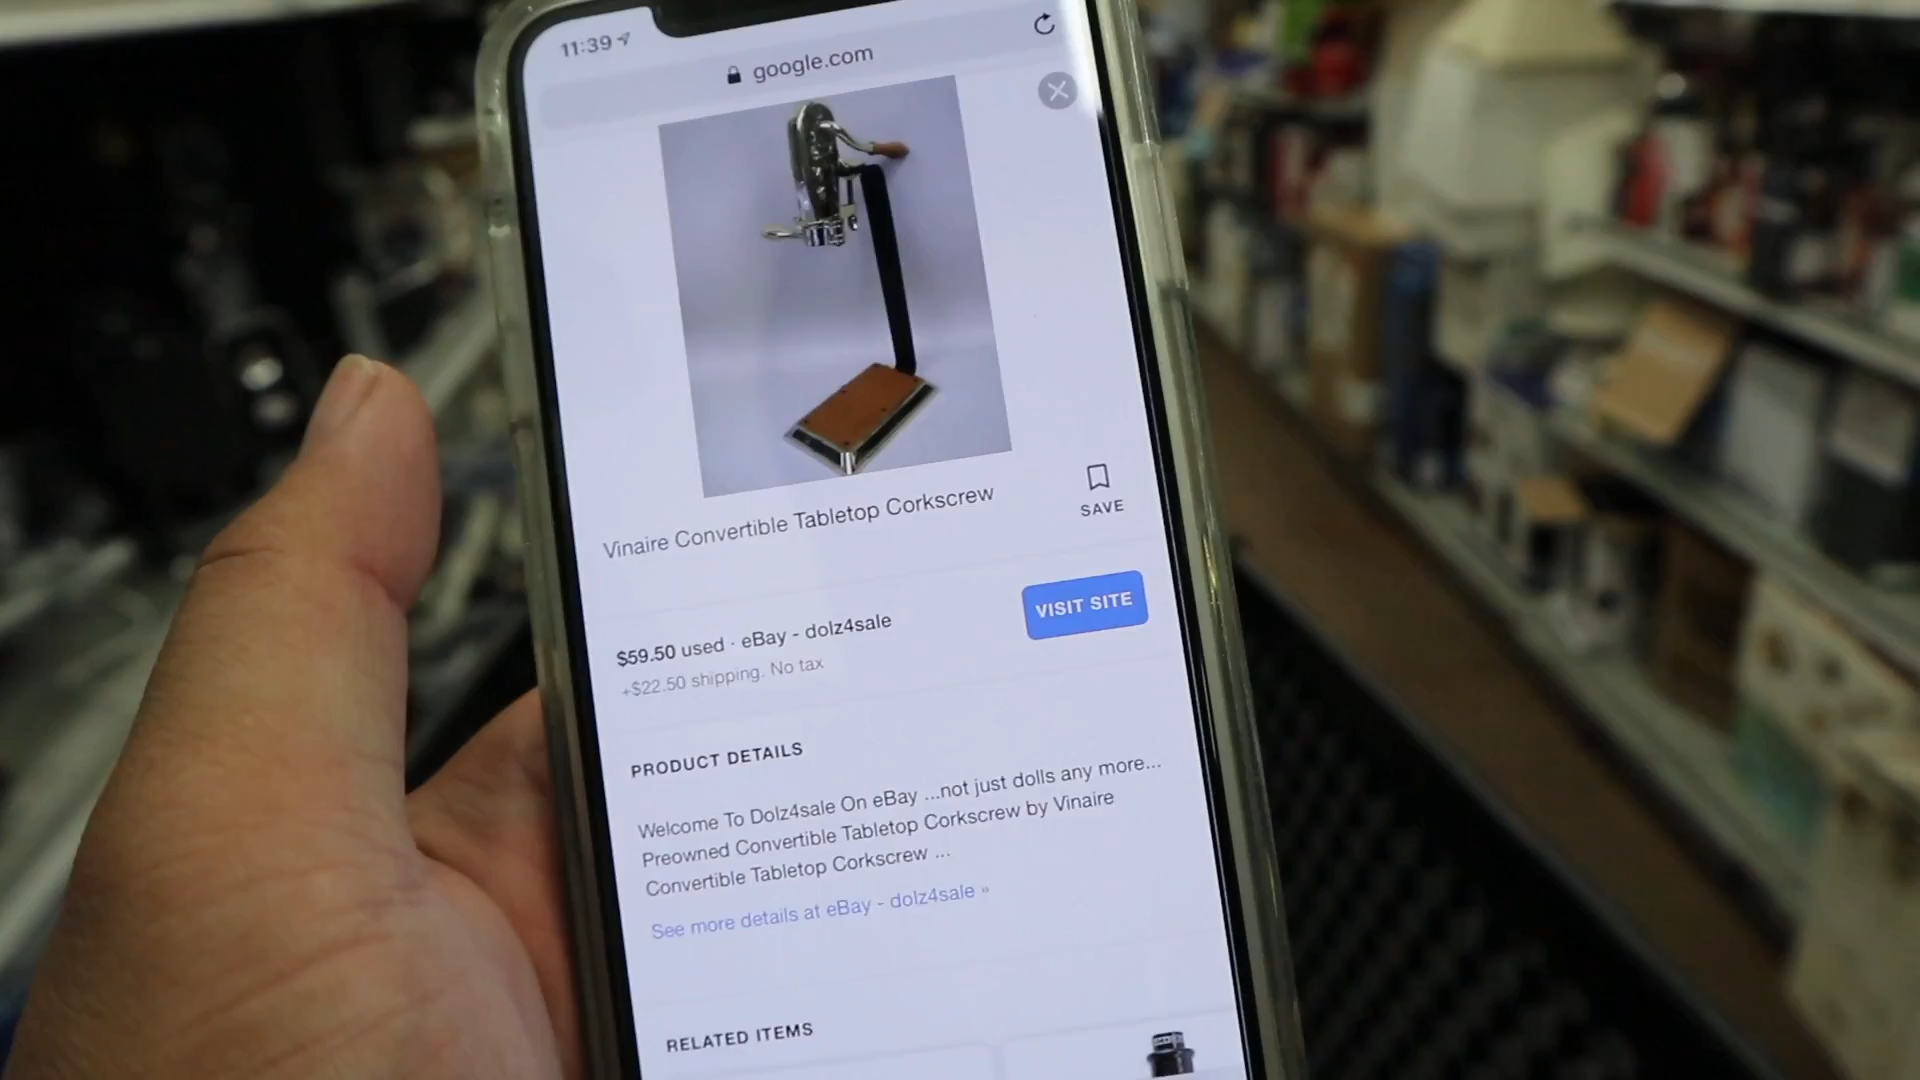 11:39
google.com
Vinaire Convertible Tabletop Corkscrew
SAVE
$59.50 used · eBay - dolz4sale
+$22.50 shipping. No tax
VISIT SITE
PRODUCT DETAILS
Welcome To Dolz4sale On eBay ...not just dolls any more...
Preowned Convertible Tabletop Corkscrew by Vinaire
Convertible Tabletop Corkscrew ...
See more details at eBay - dolz4sale »
RELATED ITEMS